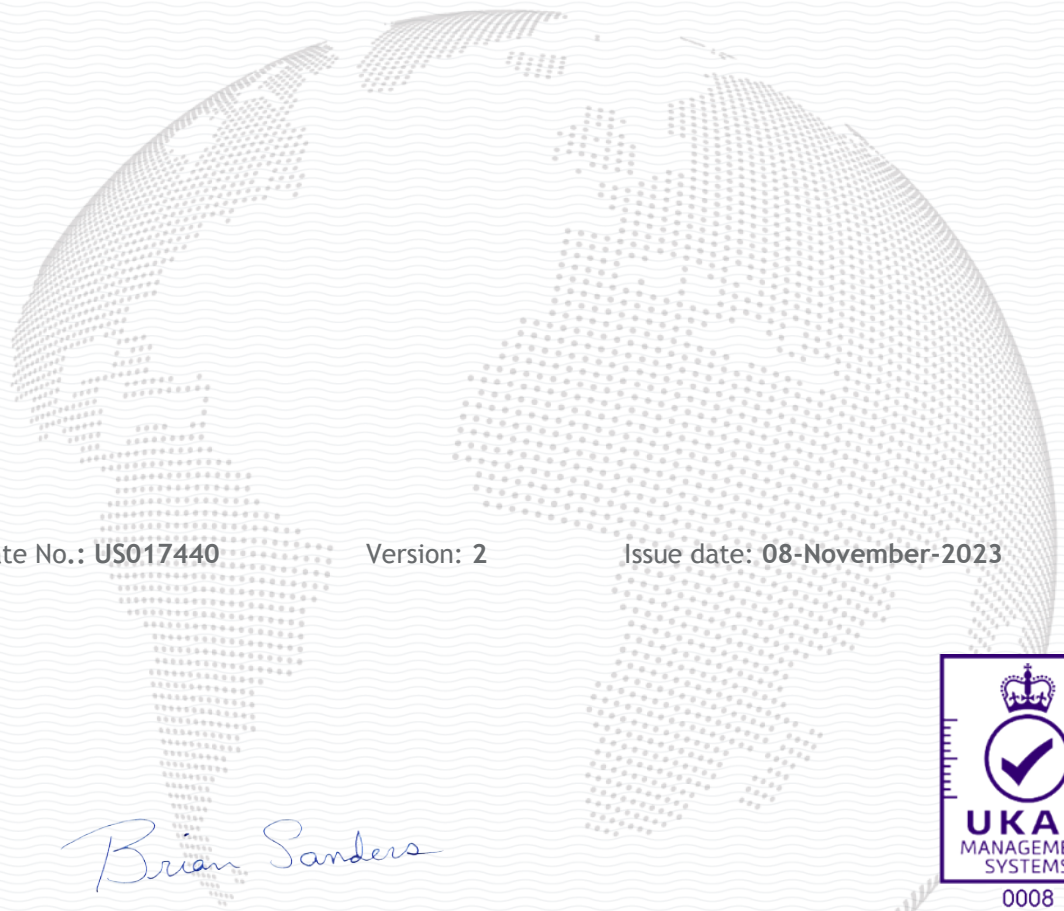 te No.: US017440 Version: 2 Issue date: 08-November-2023
Brian Sanders
UKA
MANAGEME
SYSTEMS
0008